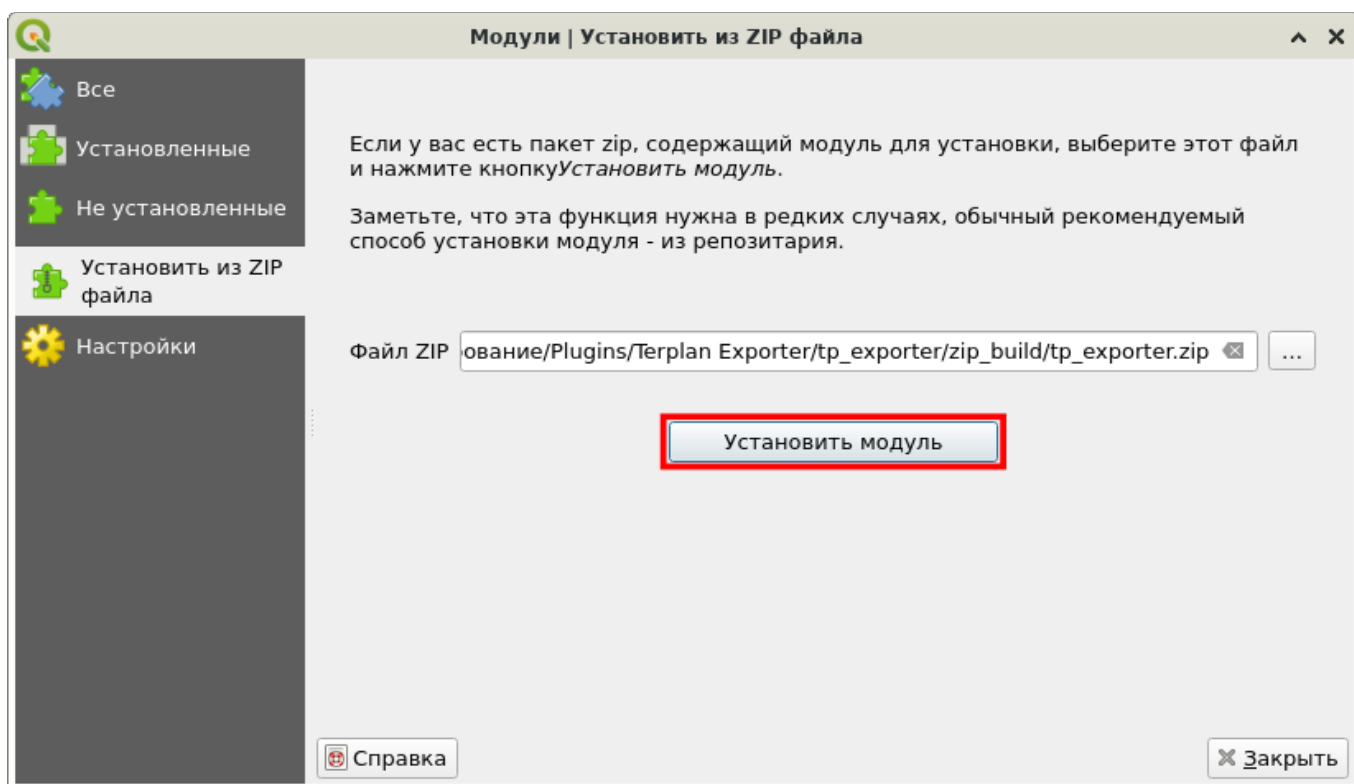 Модули | Установить из ZIP файла
Все
Установленные
Не установленные
Установить из ZIP
файла
Настройки
Если у вас есть пакет zip, содержащий модуль для установки, выберите этот файл
и нажмите кнопкуУстановить модуль.
Заметьте, что эта функция нужна в редких случаях, обычный рекомендуемый
способ установки модуля - из репозитария.
Файл ZIP ование/Plugins/Terplan Exporter/tp_exporter/zip_build/tp_exporter.zip ...
Установить модуль
Справка Закрыть